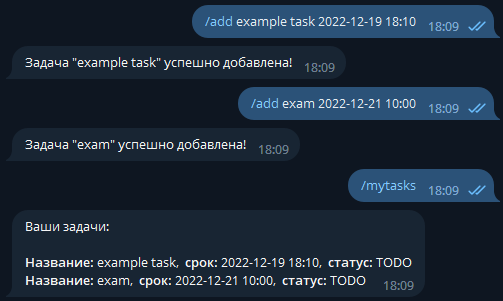 /add example task 2022-12-19 18:10 18:09
Задача "example task" успешно добавлена! 18:09
/add exam 2022-12-21 10:00 18:09
Задача "exam" успешно добавлена! 18:09
/mytasks 18:09
Ваши задачи:
Название: example task, срок: 2022-12-19 18:10, статус: TODO
Название: exam, срок: 2022-12-21 10:00, статус: TODO 18:09